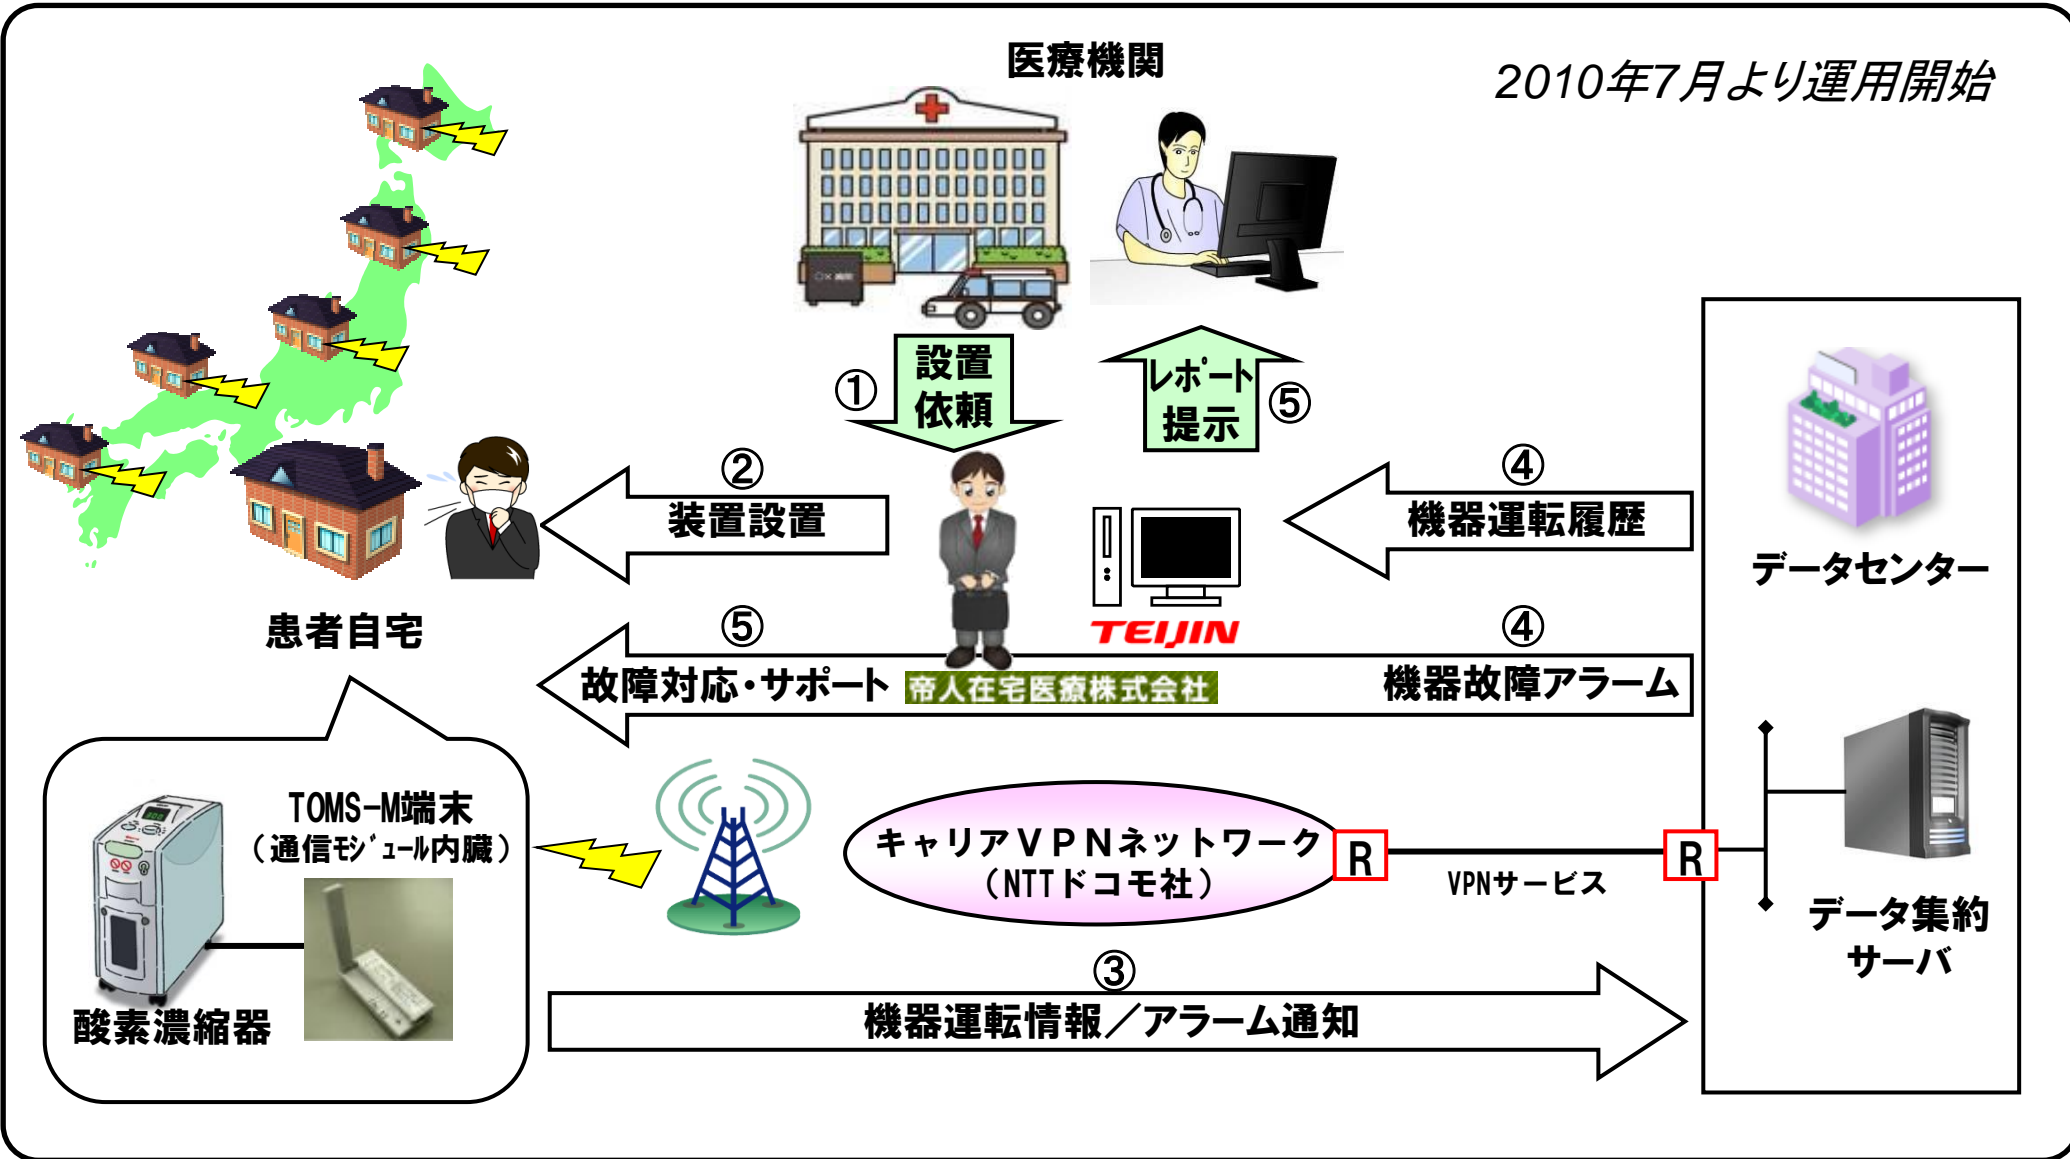 医療機関
2010年7月より運用開始
①
設置
依頼
レポート
提示
⑤
②
装置設置
④
機器運転履歴
データセンター
患者自宅
⑤
故障対応・サポート
TEIJIN
帝人在宅医療株式会社
④
機器故障アラーム
TOMS-M端末
（通信ﾓｼﾞｭｰﾙ内臓）
酸素濃縮器
キャリアＶＰＮネットワーク
（NTTドコモ社）
R
VPNサービス
R
データ集約
サーバ
③
機器運転情報／アラーム通知